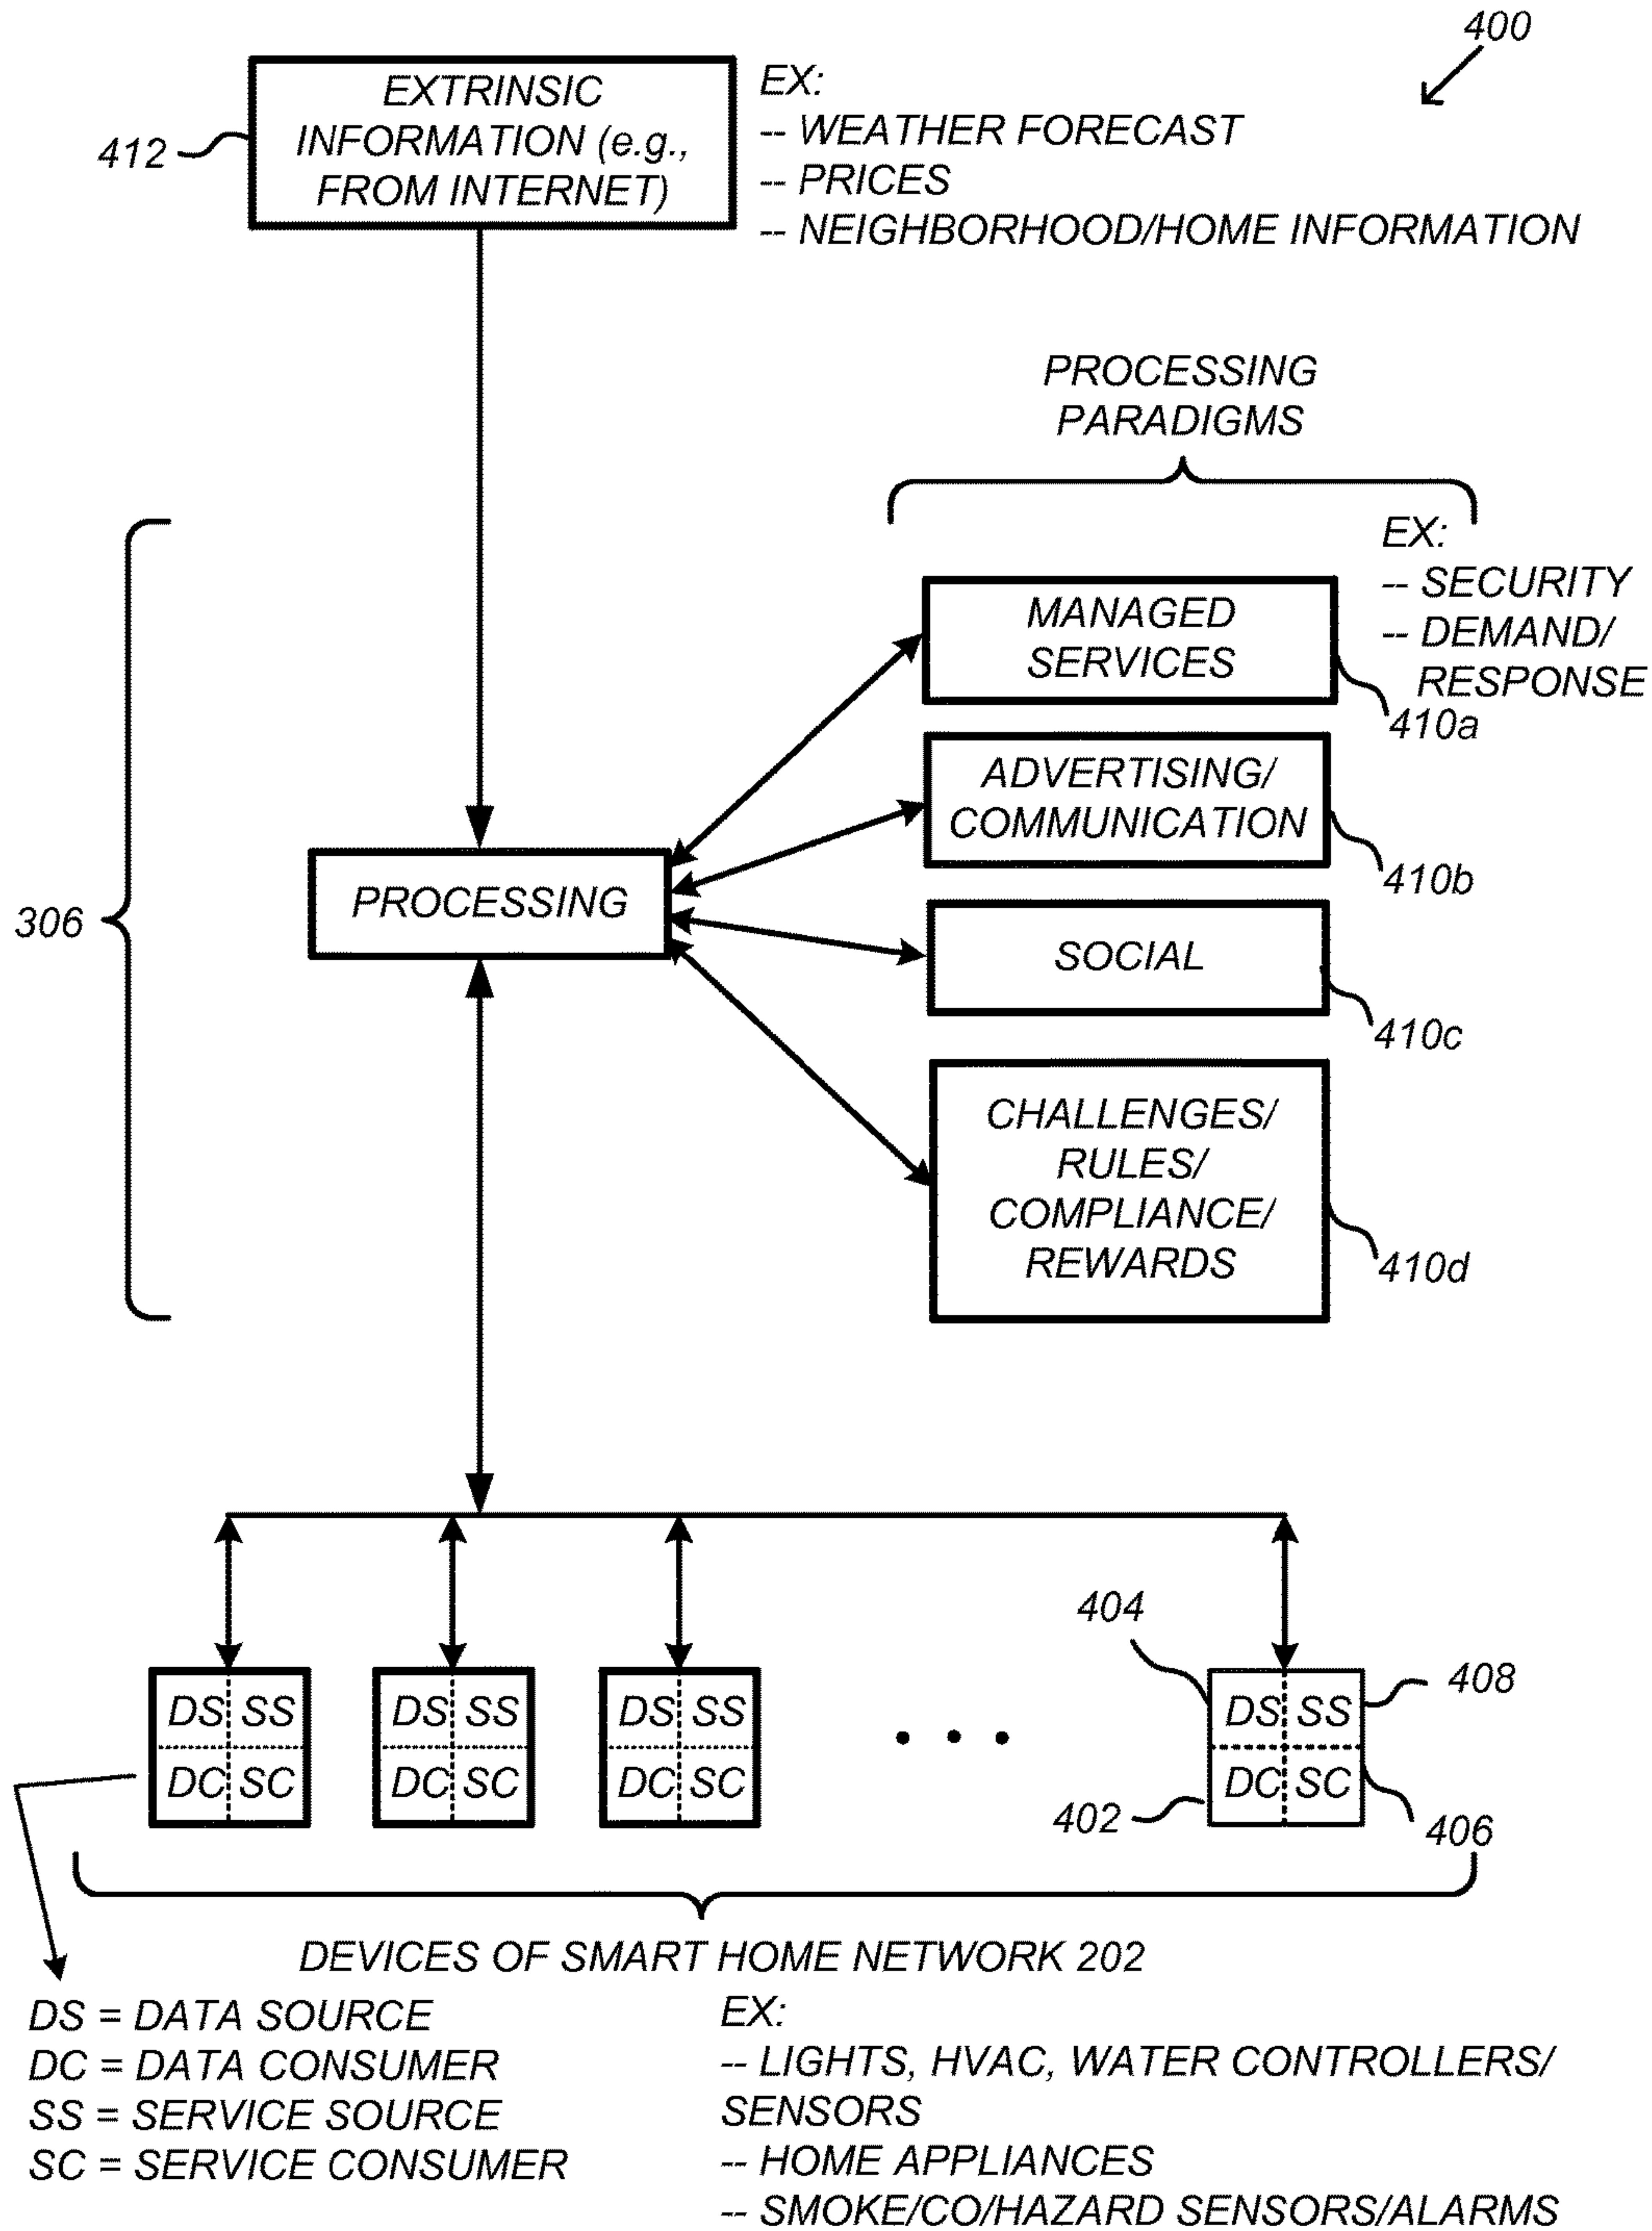 400
EXTRINSIC
INFORMATION (e.g.,
FROM INTERNET)
412
EX:
-- WEATHER FORECAST
-- PRICES
-- NEIGHBORHOOD/HOME INFORMATION
PROCESSING
PARADIGMS
EX:
-- SECURITY
-- DEMAND/
RESPONSE
MANAGED
SERVICES
410a
ADVERTISING/
COMMUNICATION
410b
PROCESSING
306
SOCIAL
410c
CHALLENGES/
RULES/
COMPLIANCE/
REWARDS
410d
404
408
DS SS
DC SC
DS SS
DC SC
DS SS
DC SC
DS SS
DC SC
402
406
DEVICES OF SMART HOME NETWORK 202
DS = DATA SOURCE
DC = DATA CONSUMER
SS = SERVICE SOURCE
SC = SERVICE CONSUMER
EX:
-- LIGHTS, HVAC, WATER CONTROLLERS/
SENSORS
-- HOME APPLIANCES
-- SMOKE/CO/HAZARD SENSORS/ALARMS